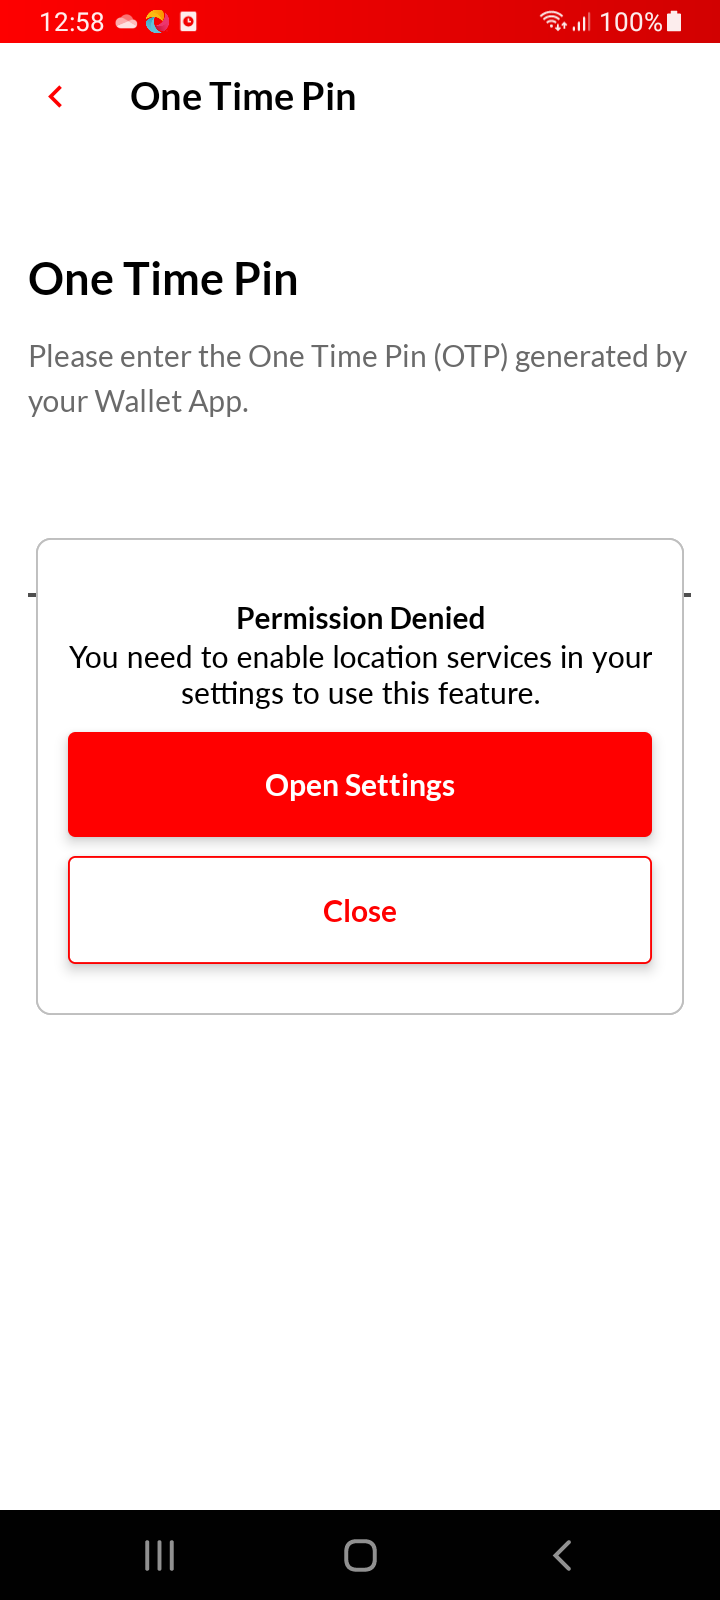 12:58
100%
One Time Pin
One Time Pin
Please enter the One Time Pin (OTP) generated by
your Wallet App.
Permission Denied
You need to enable location services in your
settings to use this feature.
Open Settings
Close